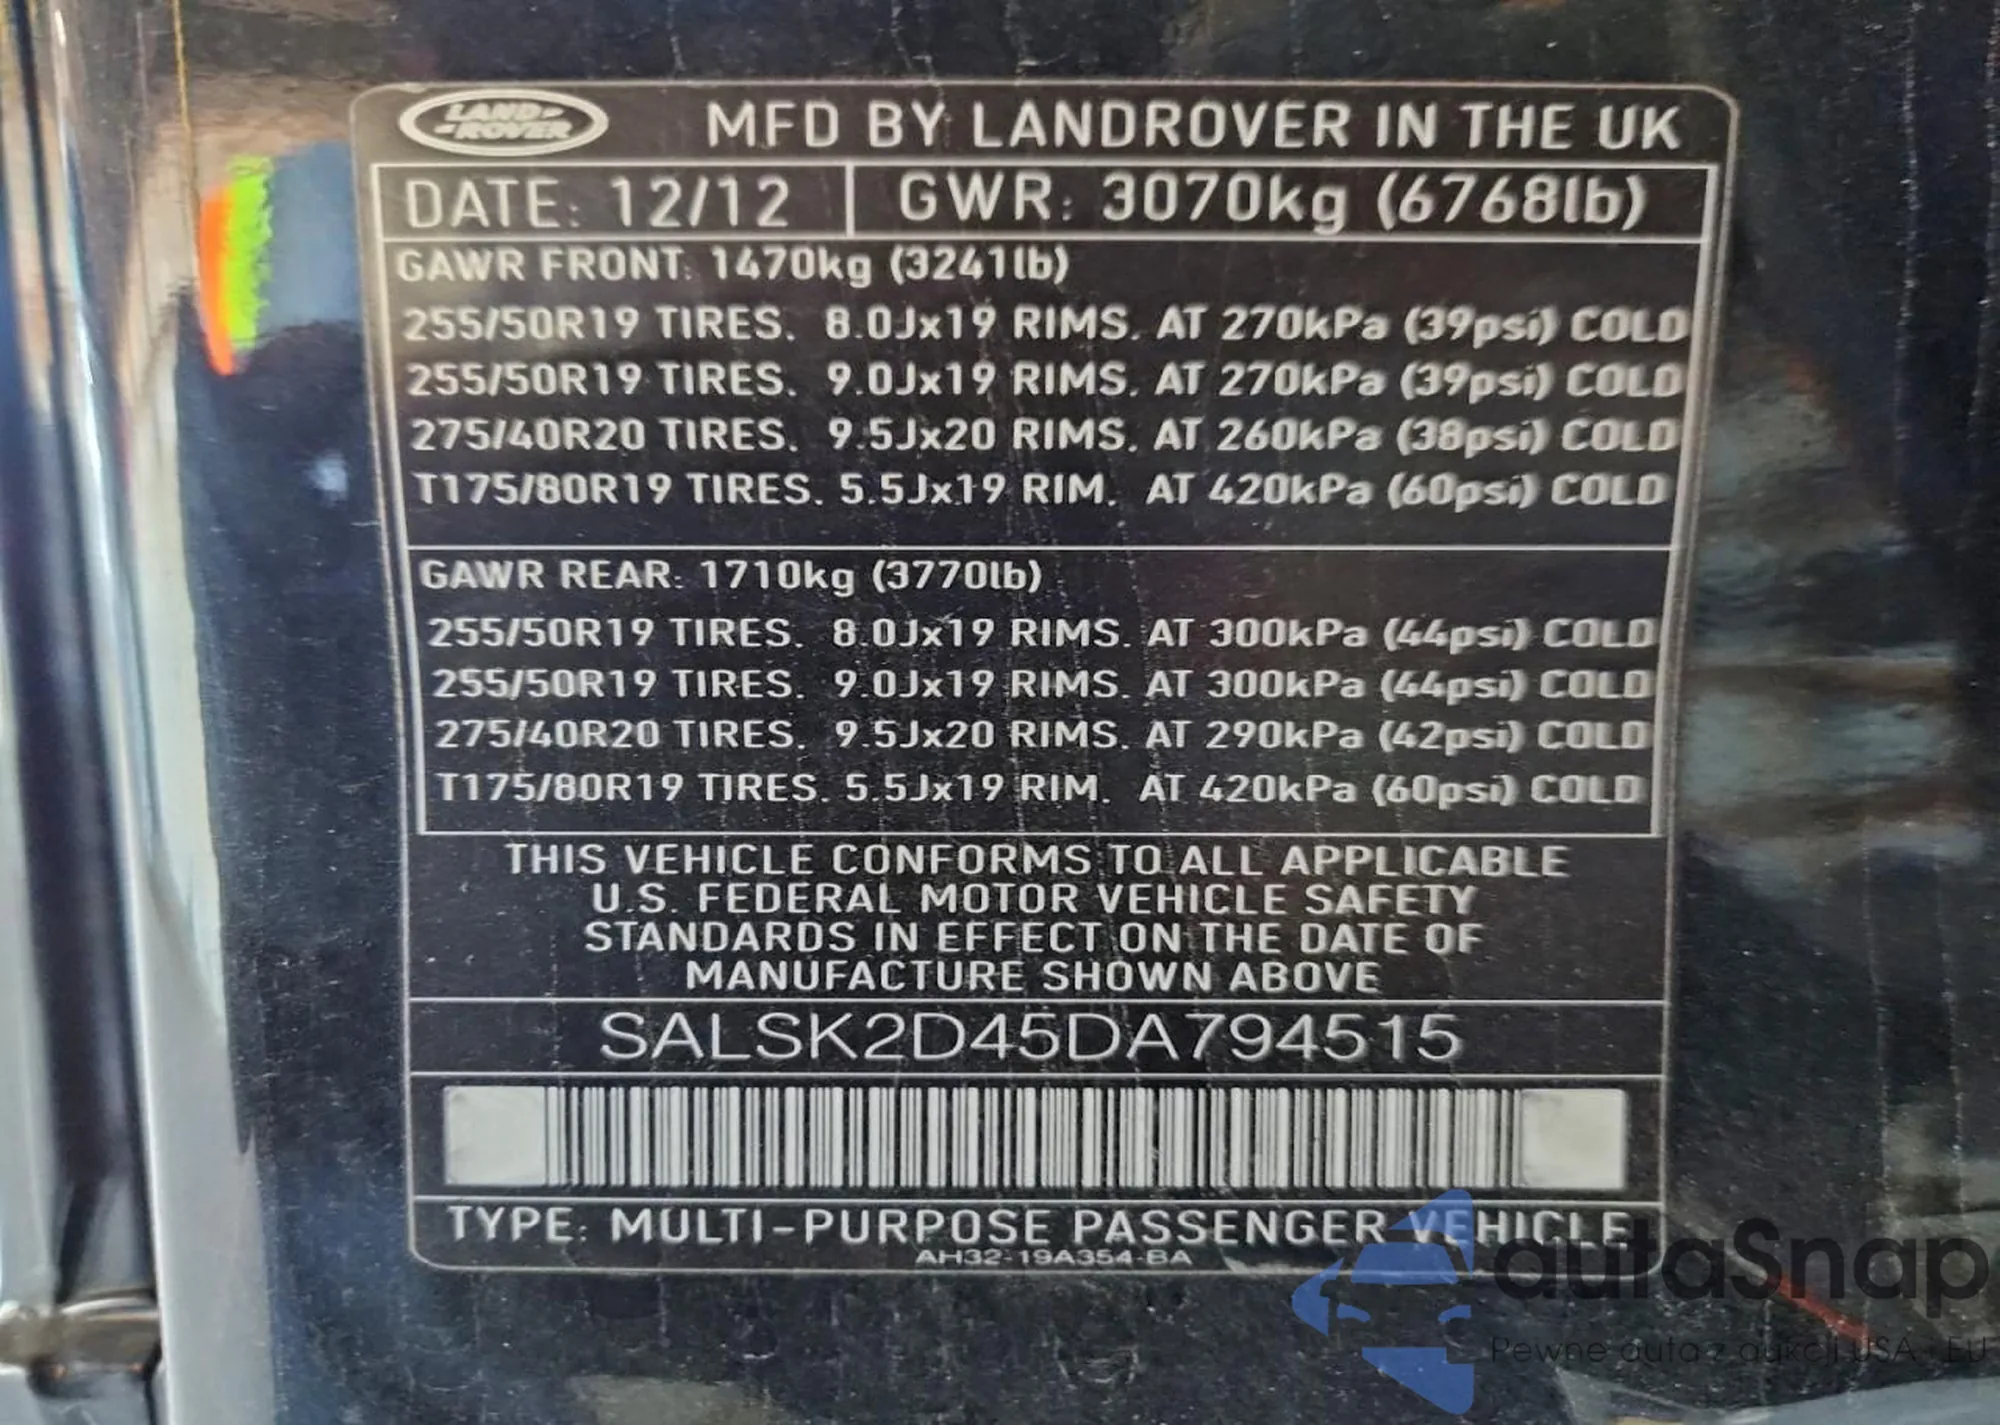 LAND-
-ROVER
MFD BY LANDROVER IN THE UK
DATE: 12/12
GWR: 3070kg (6768lb)
GAWR FRONT: 1470kg (3241lb)
255/50R19 TIRES. 8.0Jx19 RIMS. AT 270kPa (39psi) COLD
255/50R19 TIRES. 9.0Jx19 RIMS. AT 270kPa (39psi) COLD
275/40R20 TIRES. 9.5Jx20 RIMS. AT 260kPa (38psi) COLD
T175/80R19 TIRES. 5.5Jx19 RIM. AT 420kPa (60psi) COLD
GAWR REAR: 1710kg (3770lb)
255/50R19 TIRES. 8.0Jx19 RIMS. AT 300kPa (44psi) COLD
255/50R19 TIRES. 9.0Jx19 RIMS. AT 300kPa (44psi) COLD
275/40R20 TIRES. 9.5Jx20 RIMS. AT 290kPa (42psi) COLD
T175/80R19 TIRES. 5.5Jx19 RIM. AT 420kPa (60psi) COLD
THIS VEHICLE CONFORMS TO ALL APPLICABLE
U.S. FEDERAL MOTOR VEHICLE SAFETY
STANDARDS IN EFFECT ON THE DATE OF
MANUFACTURE SHOWN ABOVE
SALSK2D45DA794515
TYPE: MULTI-PURPOSE PASSENGER VEHICLE
AH32-19A354-BA
autaSnap
Pewne auta z aukcji USA i EU